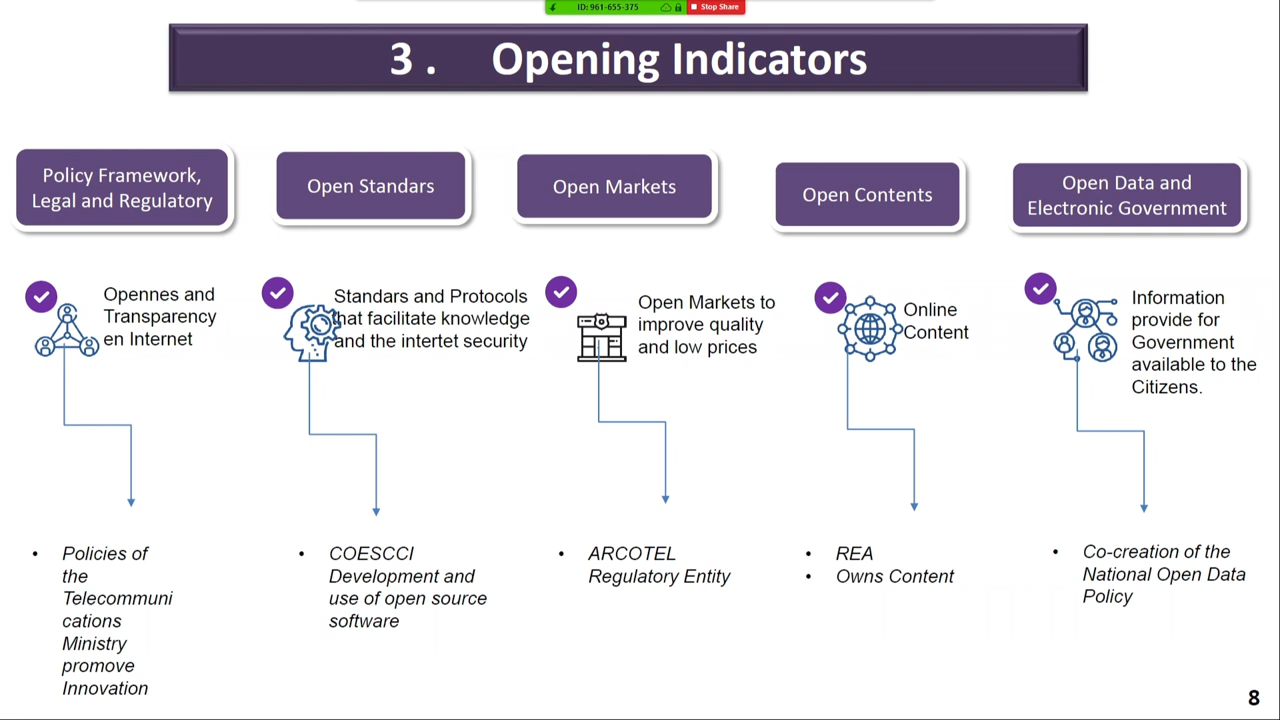 ID: 961-655-375
Stop Share
3 . Opening Indicators
Policy Framework,
Legal and Regulatory
Open Standars
Open Markets
Open Contents
Open Data and
Electronic Government
Opennes and
Transparency
en Internet
Standars and Protocols
that facilitate knowledge
and the intertet security
Open Markets to
improve quality
and low prices
Online
Content
Information
provide for
Government
available to the
Citizens.
• Policies of
the
Telecommuni
cations
Ministry
promove
Innovation
• COESCCI
Development and
use of open source
software
• ARCOTEL
Regulatory Entity
• REA
• Owns Content
• Co-creation of the
National Open Data
Policy
8